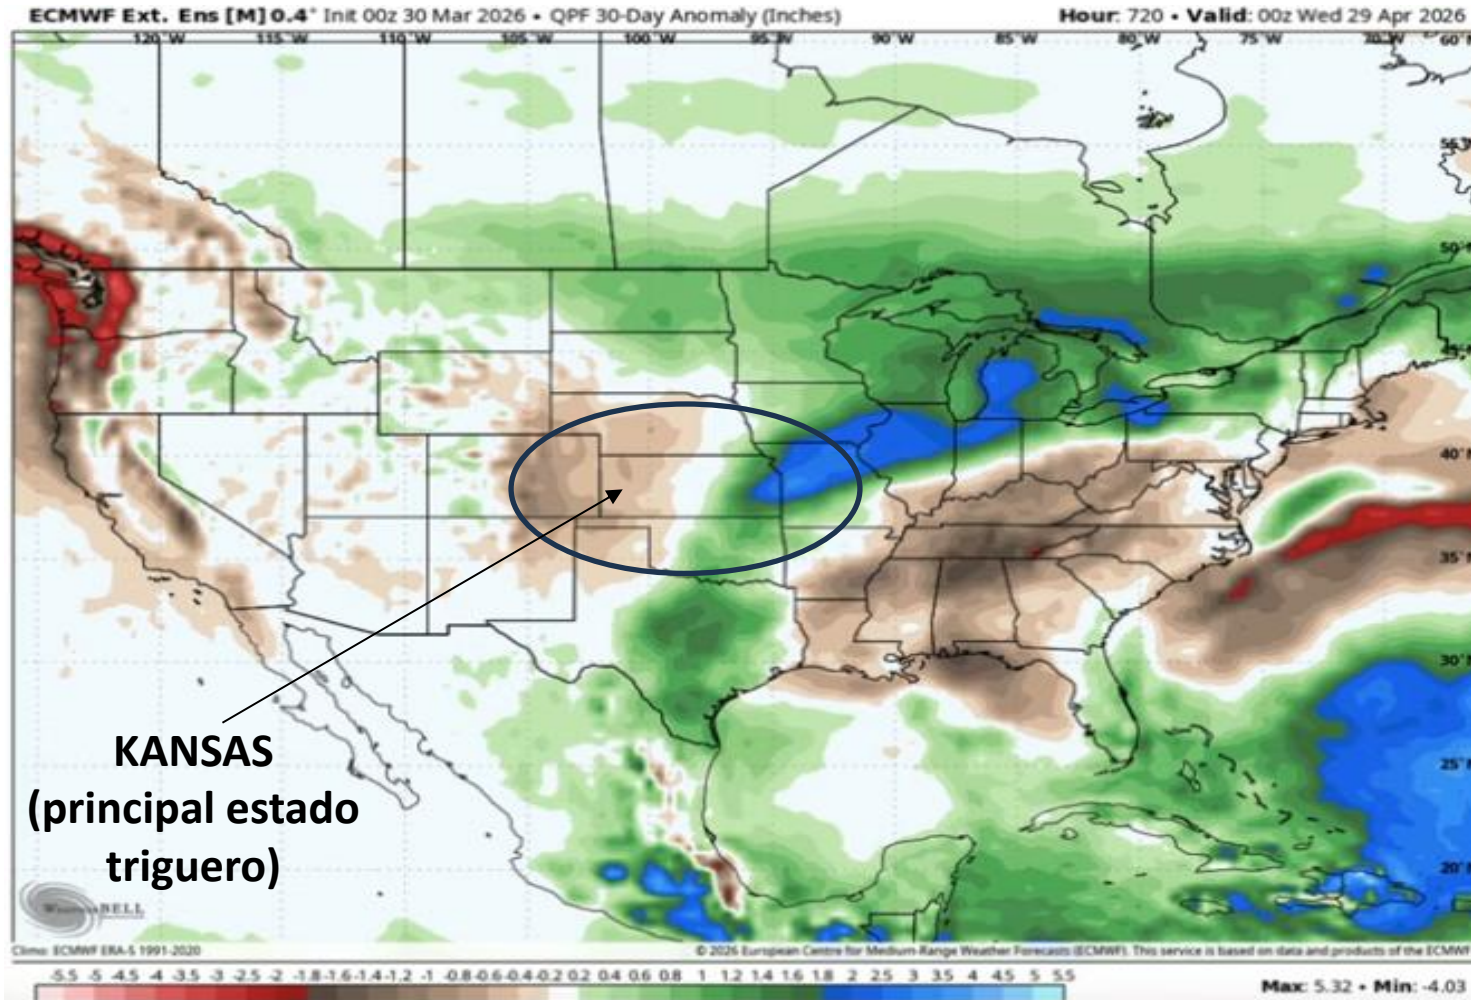 ECMWF Ext. Ens [M] 0.4° Init 00z 30 Mar 2026 • QPF 30-Day Anomaly (Inches) Hour: 720 • Valid: 00z Wed 29 Apr 2026
120°W 115°W 110°W 105°W 100°W 95°W 90°W 85°W 80°W 75°W 70°W 60°N
55°N
50°N
45°N
40°N
35°N
30°N
25°N
20°N
KANSAS
(principal estado
triguero)
WeatherBELL
Climo: ECMWF ERA-5 1991-2020 © 2026 European Centre for Medium-Range Weather Forecasts (ECMWF). This service is based on data and products of the ECMWF
-5.5 -5 -4.5 -4 -3.5 -3 -2.5 -2 -1.8 -1.6 -1.4 -1.2 -1 -0.8 -0.6 -0.4 -0.2 0.2 0.4 0.6 0.8 1 1.2 1.4 1.6 1.8 2 2.5 3 3.5 4 4.5 5 5.5
Max: 5.32 • Min: -4.03